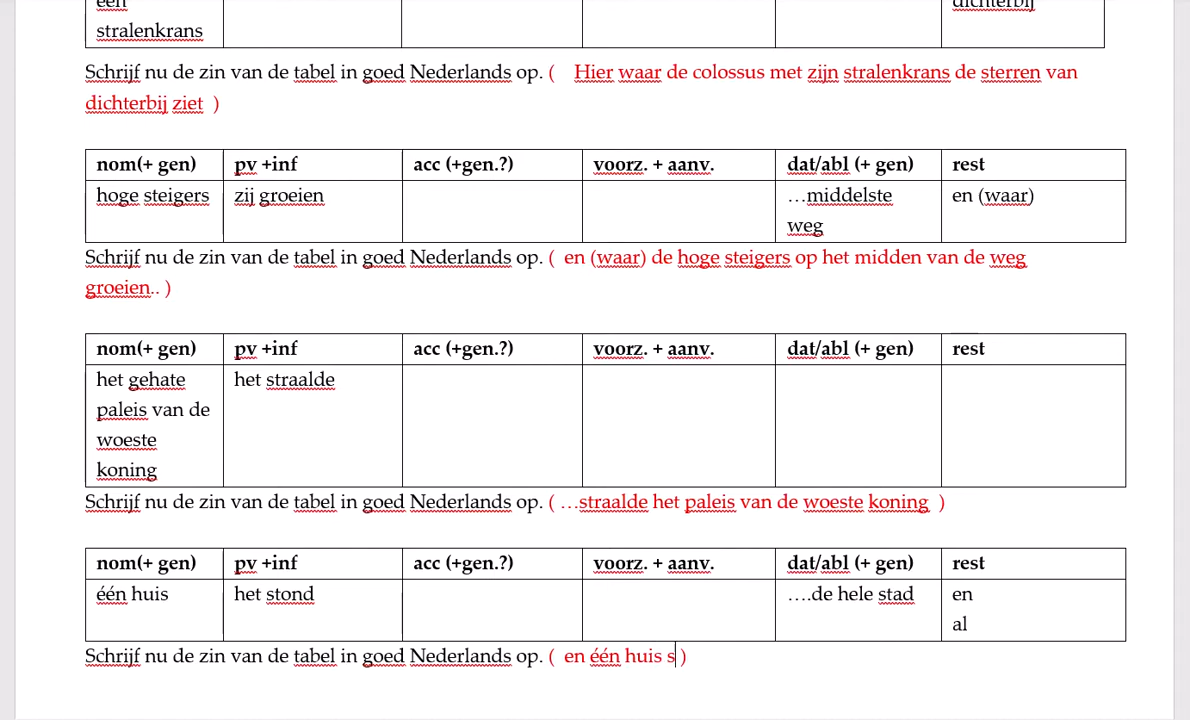 een dichterbij
stralenkrans
Schrijf nu de zin van de tabel in goed Nederlands op. ( Hier waar de colossus met zijn stralenkrans de sterren van
dichterbij ziet )
nom(+ gen) pv +inf acc (+gen.?) voorz. + aanv. dat/abl (+ gen) rest
hoge steigers zij groeien …middelste en (waar)
weg
Schrijf nu de zin van de tabel in goed Nederlands op. ( en (waar) de hoge steigers op het midden van de weg
groeien.. )
nom(+ gen) pv +inf acc (+gen.?) voorz. + aanv. dat/abl (+ gen) rest
het gehate het straalde
paleis van de
woeste
koning
Schrijf nu de zin van de tabel in goed Nederlands op. ( …straalde het paleis van de woeste koning )
nom(+ gen) pv +inf acc (+gen.?) voorz. + aanv. dat/abl (+ gen) rest
één huis het stond ….de hele stad en
al
Schrijf nu de zin van de tabel in goed Nederlands op. ( en één huis s )